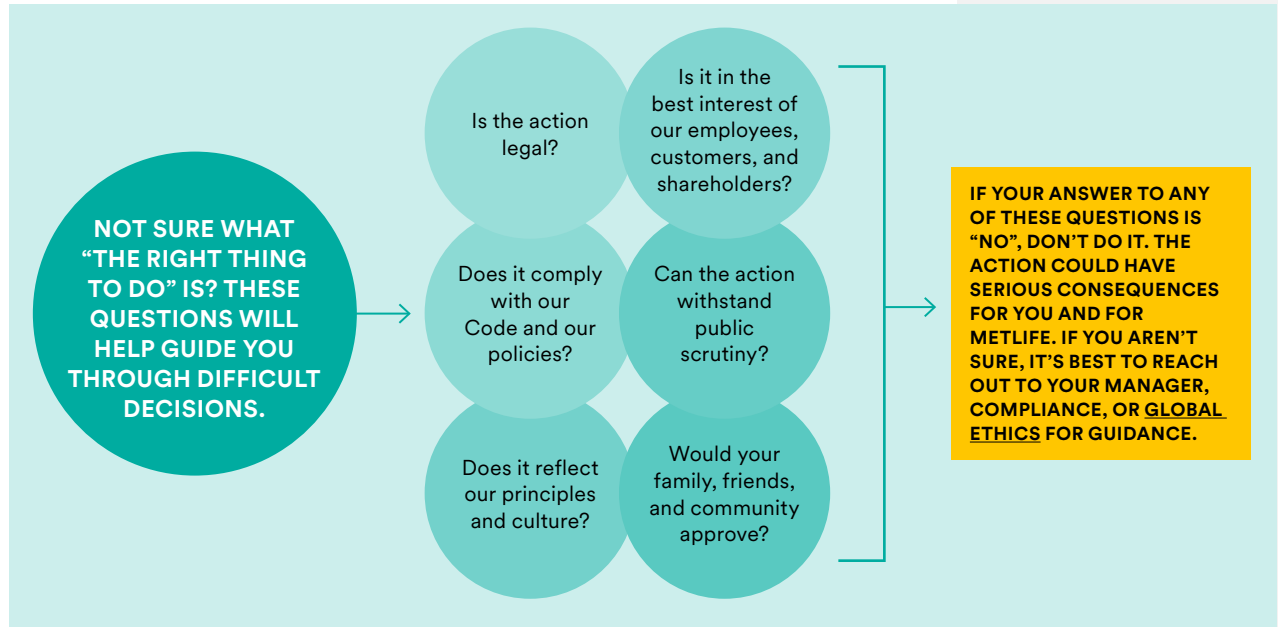 NOT SURE WHAT
“THE RIGHT THING
TO DO” IS? THESE
QUESTIONS WILL
HELP GUIDE YOU
THROUGH DIFFICULT
DECISIONS.
Is the action
legal?
Is it in the
best interest of
our employees,
customers, and
shareholders?
Does it comply
with our
Code and our
policies?
Can the action
withstand
public
scrutiny?
Does it reflect
our principles
and culture?
Would your
family, friends,
and community
approve?
IF YOUR ANSWER TO ANY
OF THESE QUESTIONS IS
“NO”, DON’T DO IT. THE
ACTION COULD HAVE
SERIOUS CONSEQUENCES
FOR YOU AND FOR
METLIFE. IF YOU AREN’T
SURE, IT’S BEST TO REACH
OUT TO YOUR MANAGER,
COMPLIANCE, OR GLOBAL
ETHICS FOR GUIDANCE.